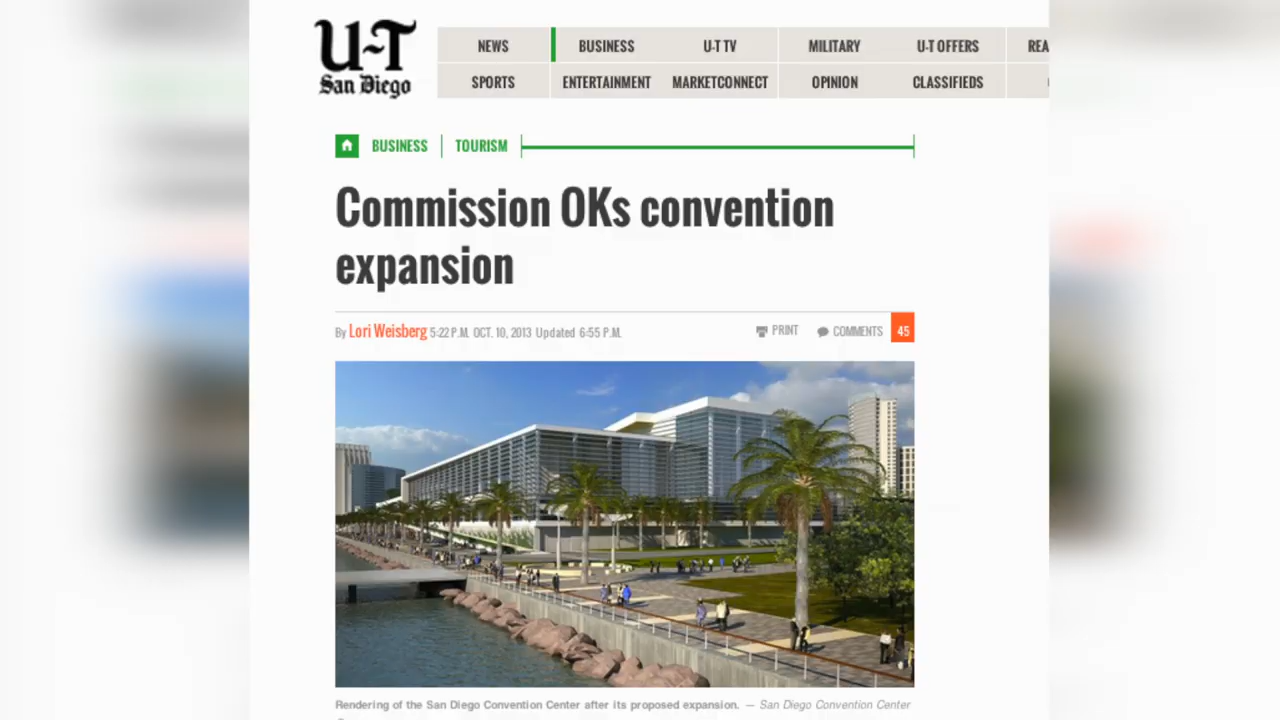 U-T
San Diego
NEWS BUSINESS U-T TV MILITARY U-T OFFERS REA
SPORTS ENTERTAINMENT MARKETCONNECT OPINION CLASSIFIEDS
BUSINESS TOURISM
Commission OKs convention
expansion
By Lori Weisberg 5:22 P.M. OCT. 10, 2013 Updated 6:55 P.M.
PRINT COMMENTS 45
Rendering of the San Diego Convention Center after its proposed expansion. — San Diego Convention Center